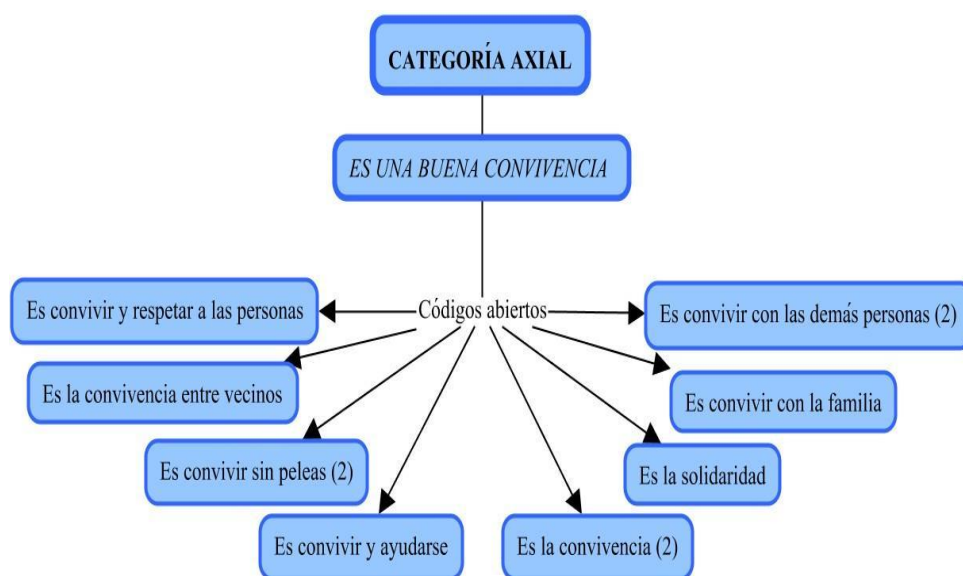 CATEGORÍA AXIAL
ES UNA BUENA CONVIVENCIA
Códigos abiertos
Es convivir y respetar a las personas
Es convivir con las demás personas (2)
Es la convivencia entre vecinos
Es convivir con la familia
Es convivir sin peleas (2)
Es la solidaridad
Es convivir y ayudarse
Es la convivencia (2)